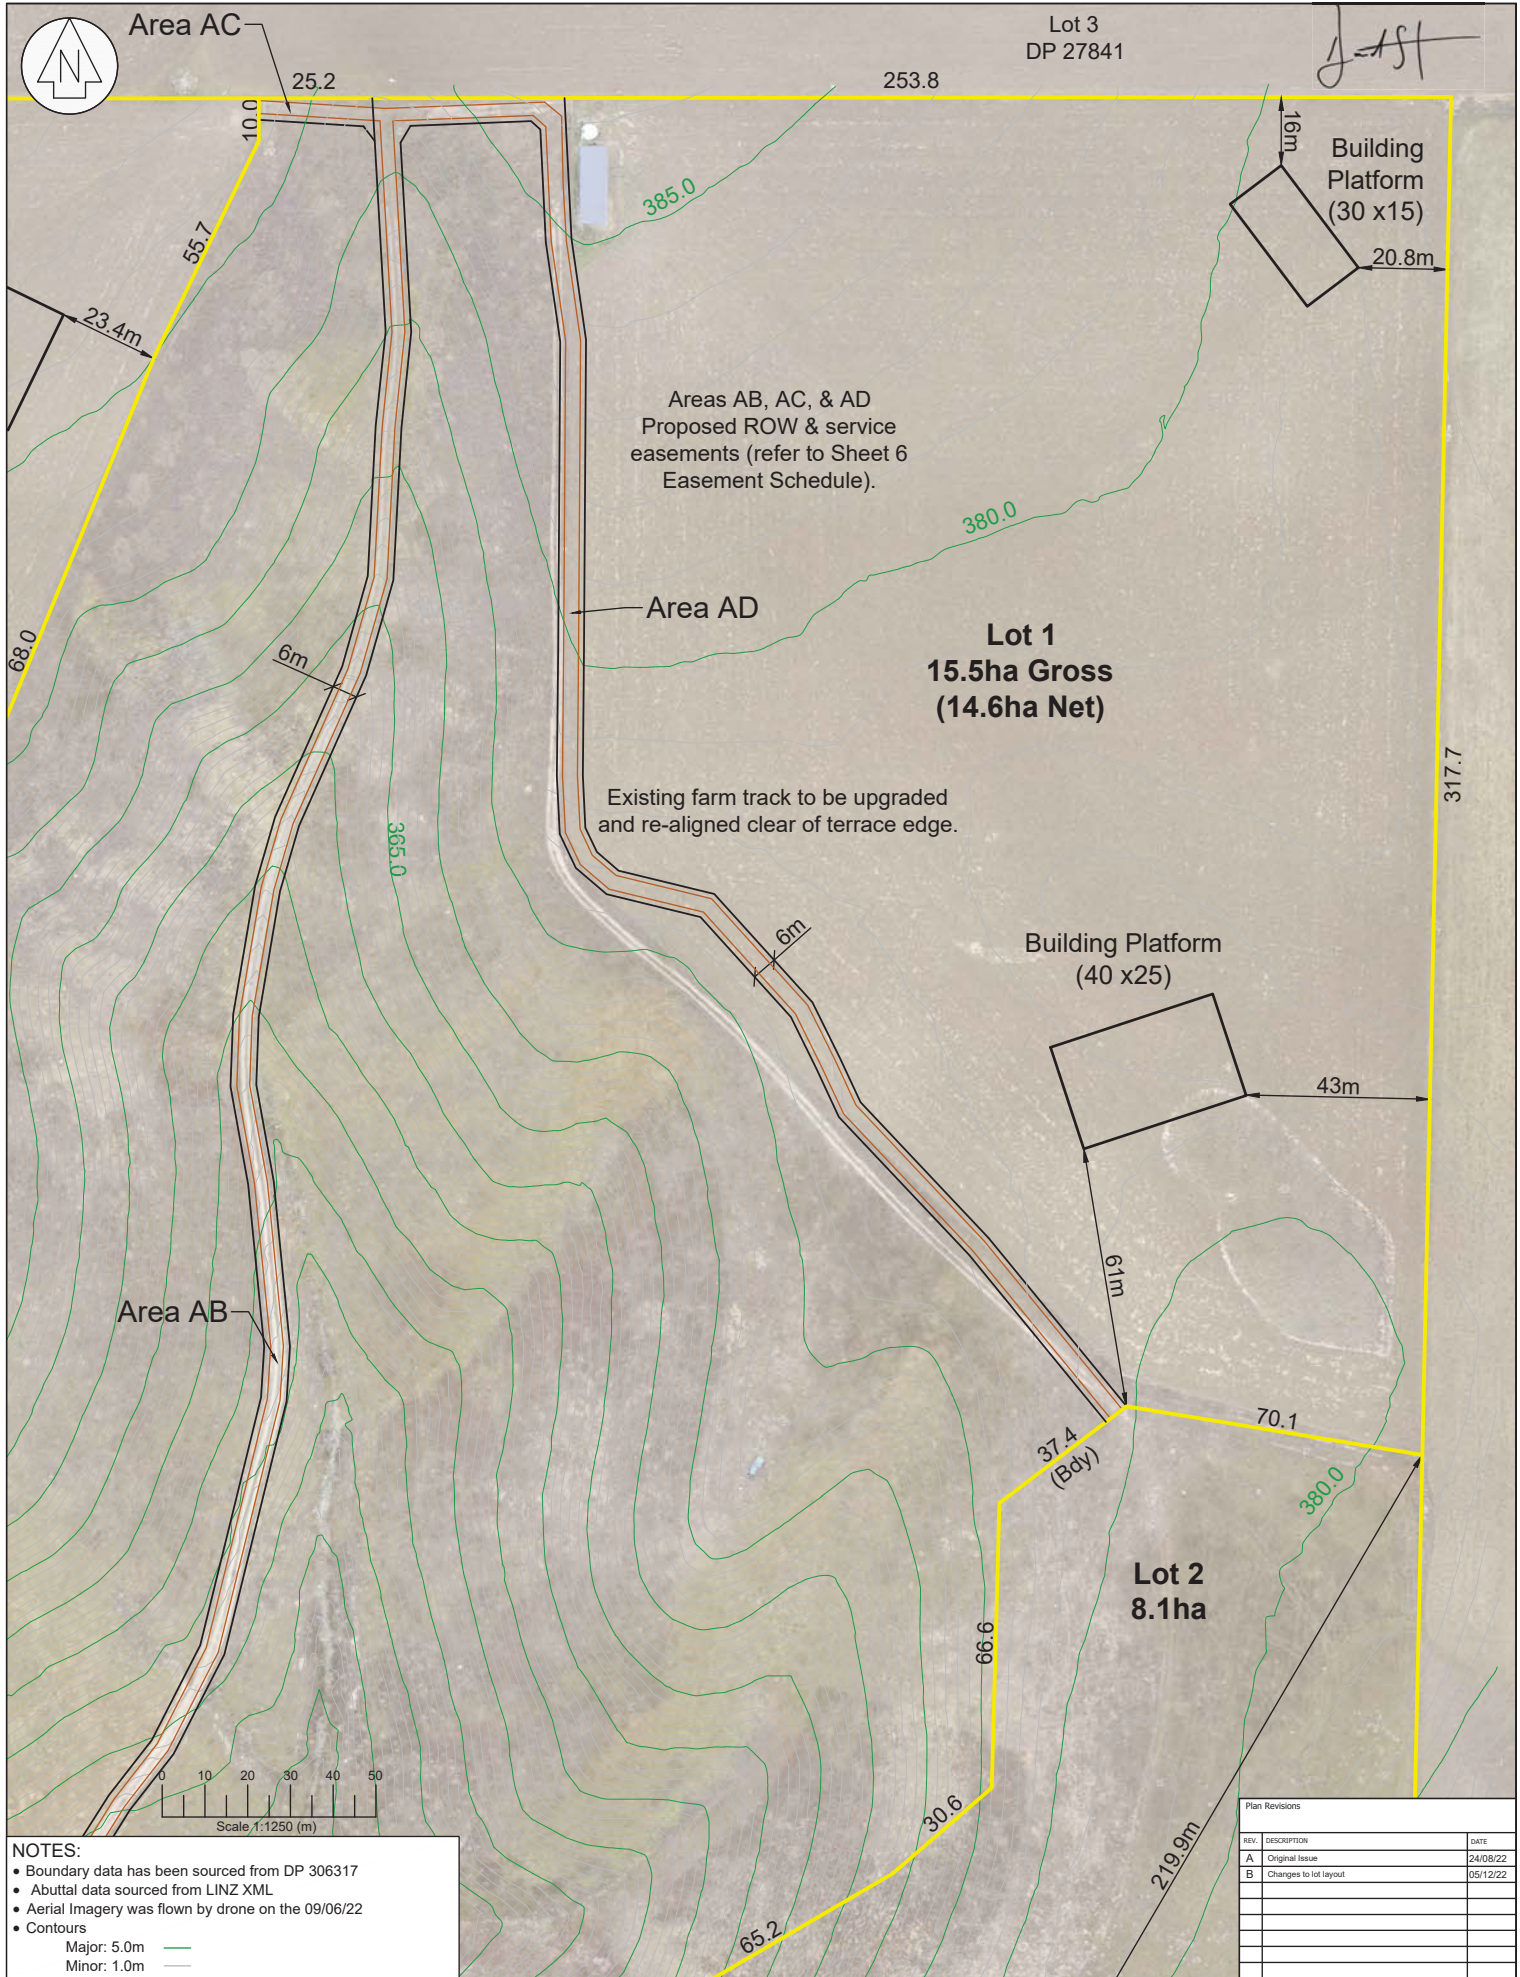 Area AC
N
Lot 3
DP 27841
25.2
253.8
10.0
16m
Building
Platform
(30 x15)
385.0
55.7
20.8m
23.4m
Areas AB, AC, & AD
Proposed ROW & service
easements (refer to Sheet 6
Easement Schedule).
380.0
Area AD
Lot 1
15.5ha Gross
(14.6ha Net)
68.0
6m
317.7
Existing farm track to be upgraded
and re-aligned clear of terrace edge.
365.0
6m
Building Platform
(40 x25)
43m
61m
Area AB
70.1
37.4
(Bdy)
380.0
Lot 2
8.1ha
66.6
30.6
219.9m
65.2
0 10 20 30 40 50
Scale 1:1250 (m)
NOTES:
• Boundary data has been sourced from DP 306317
• Abuttal data sourced from LINZ XML
• Aerial Imagery was flown by drone on the 09/06/22
• Contours
Major: 5.0m
Minor: 1.0m
Plan Revisions
REV. DESCRIPTION DATE
A Original Issue 24/08/22
B Changes to lot layout 05/12/22